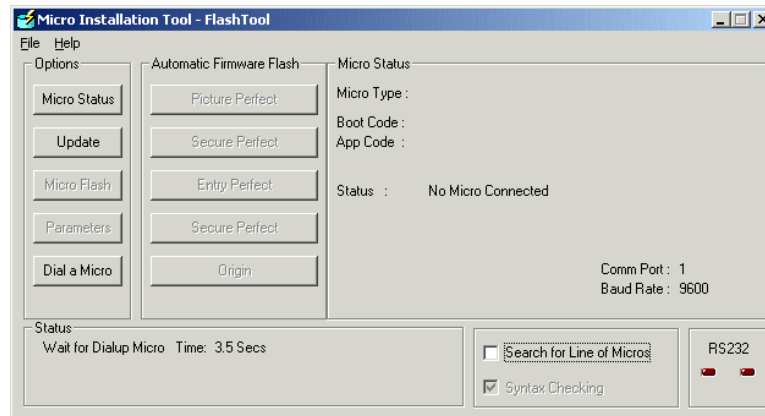 Micro Installation Tool - FlashTool
File Help
Options
Micro Status
Update
Micro Flash
Parameters
Dial a Micro
Automatic Firmware Flash
Picture Perfect
Secure Perfect
Entry Perfect
Secure Perfect
Origin
Micro Status
Micro Type :
Boot Code :
App Code :
Status : No Micro Connected
Comm Port : 1
Baud Rate : 9600
Status
Wait for Dialup Micro Time: 3.5 Secs
Search for Line of Micros
Syntax Checking
RS232